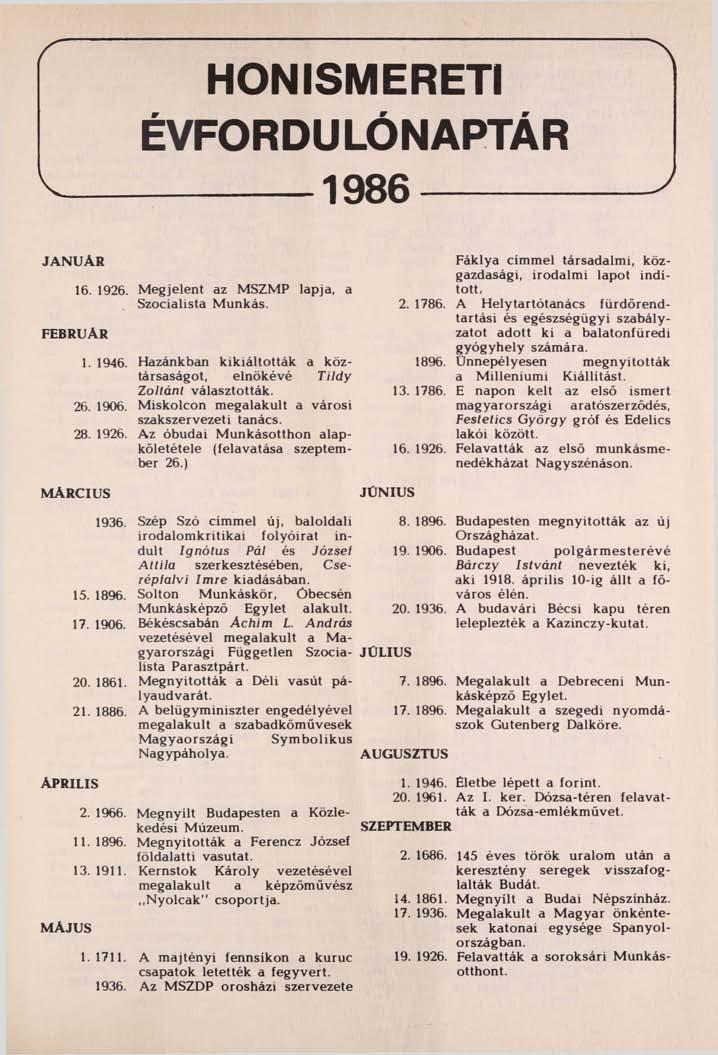 HONISMERETI
ÉVFORDULÓNAPTÁR
1986
JANUÁR
16. 1926. Megjelent az MSZMP lapja, a
Szocialista Munkás.
FEBRUÁR
1. 1946. Hazánkban kikiáltották a köz-
társaságot, elnökévé Tildy
Zoltánt választották.
26. 1906. Miskolcon megalakult a városi
szakszervezeti tanács.
28. 1926. Az óbudai Munkásotthon alap-
kőletétele (felavatása szeptem-
ber 26.)
MÁRCIUS
1936. Szép Szó címmel új, baloldali
irodalomkritikai folyóirat in-
dult Ignótus Pál és József
Attila szerkesztésében, Cse-
répfalvi Imre kiadásában.
15. 1896. Solton Munkáskör, Óbecsén
Munkásképző Egylet alakult.
17. 1906. Békéscsabán Áchim L. András
vezetésével megalakult a Ma-
gyarországi Független Szocia-
lista Parasztpárt.
20. 1861. Megnyitották a Déli vasút pá-
lyaudvarát.
21. 1886. A belügyminiszter engedélyével
megalakult a szabadkőművesek
Magyaországi Symbolikus
Nagypáholya.
ÁPRILIS
2. 1966. Megnyílt Budapesten a Közle-
kedési Múzeum.
11. 1896. Megnyitották a Ferencz József
földalatti vasutat.
13. 1911. Kernstok Károly vezetésével
megalakult a képzőművész
„Nyolcak" csoportja.
MÁJUS
1. 1711. A majtényi fennsíkon a kuruc
csapatok letették a fegyvert.
1936. Az MSZDP orosházi szervezete
Fáklya címmel társadalmi, köz-
gazdasági, irodalmi lapot indí-
tott.
2. 1786. A Helytartótanács fürdőrend-
tartási és egészségügyi szabály-
zatot adott ki a balatonfüredi
gyógyhely számára.
1896. Ünnepélyesen megnyitották
a Milleniumi Kiállítást.
13. 1786. E napon kelt az első ismert
magyarországi aratószerződés,
Festetics György gróf és Edelics
lakói között.
16. 1926. Felavatták az első munkásme-
nedékházat Nagyszénáson.
JÚNIUS
8. 1896. Budapesten megnyitották az új
Országházat.
19. 1906. Budapest polgármesterévé
Bárczy Istvánt nevezték ki,
aki 1918. április 10-ig állt a fő-
város élén.
20. 1936. A budavári Bécsi kapu téren
leleplezték a Kazinczy-kutat.
JÚLIUS
7. 1896. Megalakult a Debreceni Mun-
kásképző Egylet.
17. 1896. Megalakult a szegedi nyomdá-
szok Gutenberg Dalköre.
AUGUSZTUS
1. 1946. Életbe lépett a forint.
20. 1961. Az I. ker. Dózsa-téren felavat-
ták a Dózsa-emlékművet.
SZEPTEMBER
2. 1686. 145 éves török uralom után a
keresztény seregek visszafog-
lalták Budát.
14. 1861. Megnyílt a Budai Népszínház.
17. 1936. Megalakult a Magyar önkénte-
sek katonai egysége Spanyol-
országban.
19. 1926. Felavatták a soroksári Munkás-
otthont.